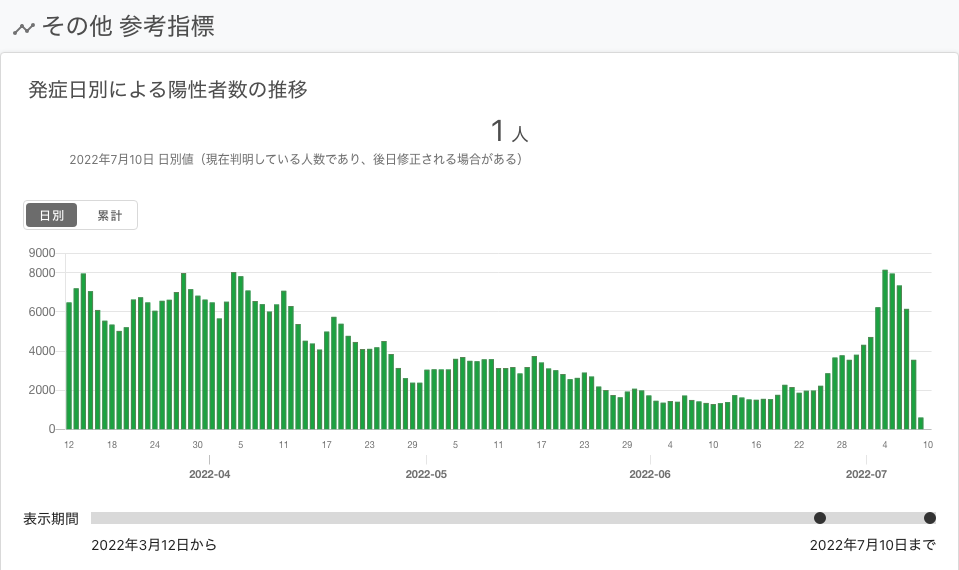 その他 参考指標
発症日別による陽性者数の推移
1 人
2022年7月10日 日別値（現在判明している人数であり、後日修正される場合がある）
日別 累計
9000
8000
6000
4000
2000
0
12 18 24 30 5 11 17 23 29 5 11 17 23 29 4 10 16 22 28 4 10
2022-04 2022-05 2022-06 2022-07
表示期間
2022年3月12日から 2022年7月10日まで